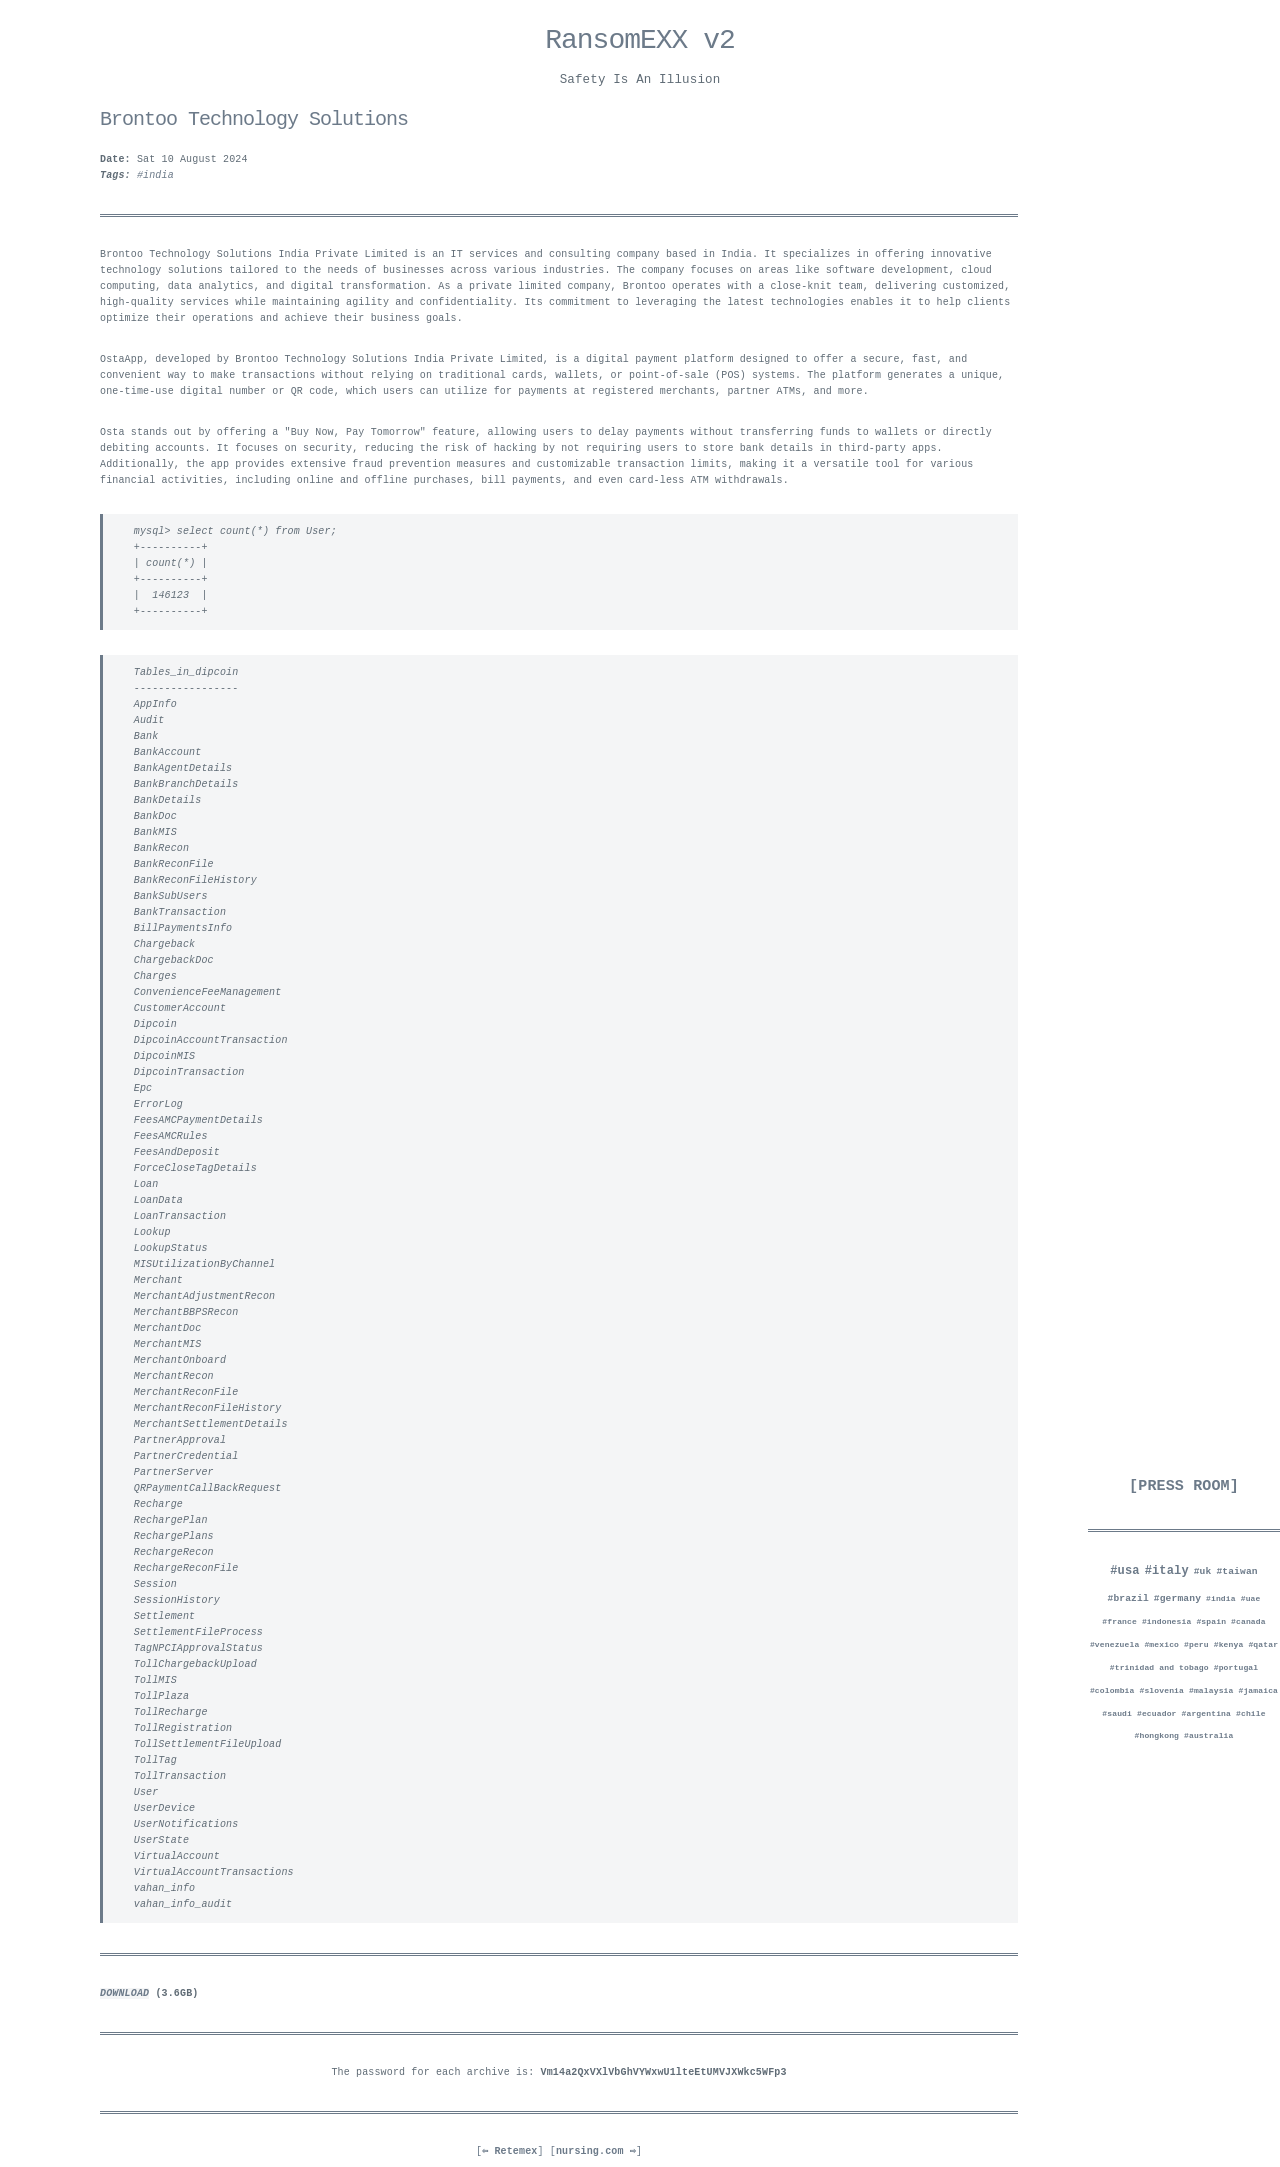 RansomEXX v2
Safety Is An Illusion
Brontoo Technology Solutions
Date: Sat 10 August 2024
Tags: #india
Brontoo Technology Solutions India Private Limited is an IT services and consulting company based in India. It specializes in offering innovative
technology solutions tailored to the needs of businesses across various industries. The company focuses on areas like software development, cloud
computing, data analytics, and digital transformation. As a private limited company, Brontoo operates with a close-knit team, delivering customized,
high-quality services while maintaining agility and confidentiality. Its commitment to leveraging the latest technologies enables it to help clients
optimize their operations and achieve their business goals.
OstaApp, developed by Brontoo Technology Solutions India Private Limited, is a digital payment platform designed to offer a secure, fast, and
convenient way to make transactions without relying on traditional cards, wallets, or point-of-sale (POS) systems. The platform generates a unique,
one-time-use digital number or QR code, which users can utilize for payments at registered merchants, partner ATMs, and more.
Osta stands out by offering a "Buy Now, Pay Tomorrow" feature, allowing users to delay payments without transferring funds to wallets or directly
debiting accounts. It focuses on security, reducing the risk of hacking by not requiring users to store bank details in third-party apps.
Additionally, the app provides extensive fraud prevention measures and customizable transaction limits, making it a versatile tool for various
financial activities, including online and offline purchases, bill payments, and even card-less ATM withdrawals.
mysql> select count(*) from User;
+----------+
| count(*) |
+----------+
|  146123  |
+----------+
Tables_in_dipcoin
-----------------
AppInfo
Audit
Bank
BankAccount
BankAgentDetails
BankBranchDetails
BankDetails
BankDoc
BankMIS
BankRecon
BankReconFile
BankReconFileHistory
BankSubUsers
BankTransaction
BillPaymentsInfo
Chargeback
ChargebackDoc
Charges
ConvenienceFeeManagement
CustomerAccount
Dipcoin
DipcoinAccountTransaction
DipcoinMIS
DipcoinTransaction
Epc
ErrorLog
FeesAMCPaymentDetails
FeesAMCRules
FeesAndDeposit
ForceCloseTagDetails
Loan
LoanData
LoanTransaction
Lookup
LookupStatus
MISUtilizationByChannel
Merchant
MerchantAdjustmentRecon
MerchantBBPSRecon
MerchantDoc
MerchantMIS
MerchantOnboard
MerchantRecon
MerchantReconFile
MerchantReconFileHistory
MerchantSettlementDetails
PartnerApproval
PartnerCredential
PartnerServer
QRPaymentCallBackRequest
Recharge
RechargePlan
RechargePlans
RechargeRecon
RechargeReconFile
Session
SessionHistory
Settlement
SettlementFileProcess
TagNPCIApprovalStatus
TollChargebackUpload
TollMIS
TollPlaza
TollRecharge
TollRegistration
TollSettlementFileUpload
TollTag
TollTransaction
User
UserDevice
UserNotifications
UserState
VirtualAccount
VirtualAccountTransactions
vahan_info
vahan_info_audit
DOWNLOAD (3.6GB)
The password for each archive is: Vm14a2QxVXlVbGhVYWxwU1lteEtUMVJXWkc5WFp3
[⇐ Retemex] [nursing.com ⇒]
[PRESS ROOM]
#usa #italy #uk #taiwan
#brazil #germany #india #uae
#france #indonesia #spain #canada
#venezuela #mexico #peru #kenya #qatar
#trinidad and tobago #portugal
#colombia #slovenia #malaysia #jamaica
#saudi #ecuador #argentina #chile
#hongkong #australia